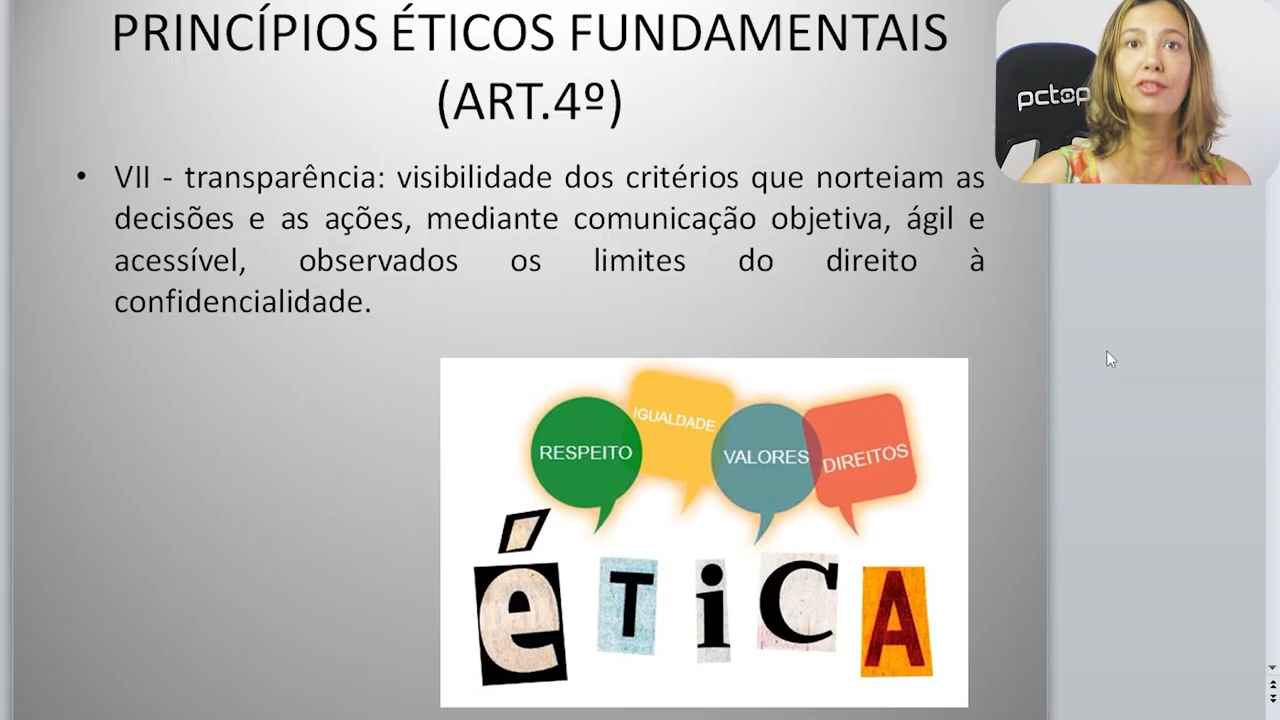 PRINCÍPIOS ÉTICOS FUNDAMENTAIS
(ART.4º)
pctop
• VII - transparência: visibilidade dos critérios que norteiam as
decisões e as ações, mediante comunicação objetiva, ágil e
acessível, observados os limites do direito à
confidencialidade.
RESPEITO
IGUALDADE
VALORES
DIREITOS
éTiCA